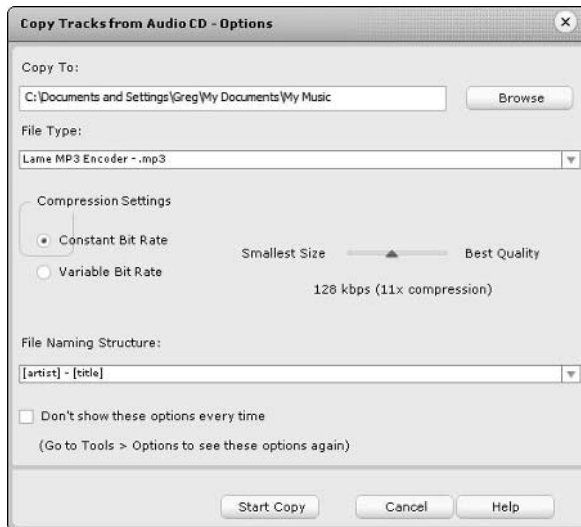 Copy Tracks from Audio CD - Options
Copy To:
C:\Documents and Settings\Greg\My Documents\My Music
Browse
File Type:
Lame MP3 Encoder - .mp3
Compression Settings
Constant Bit Rate
Variable Bit Rate
Smallest Size
Best Quality
128 kbps (11x compression)
File Naming Structure:
[artist] - [title]
Don't show these options every time
(Go to Tools > Options to see these options again)
Start Copy
Cancel
Help